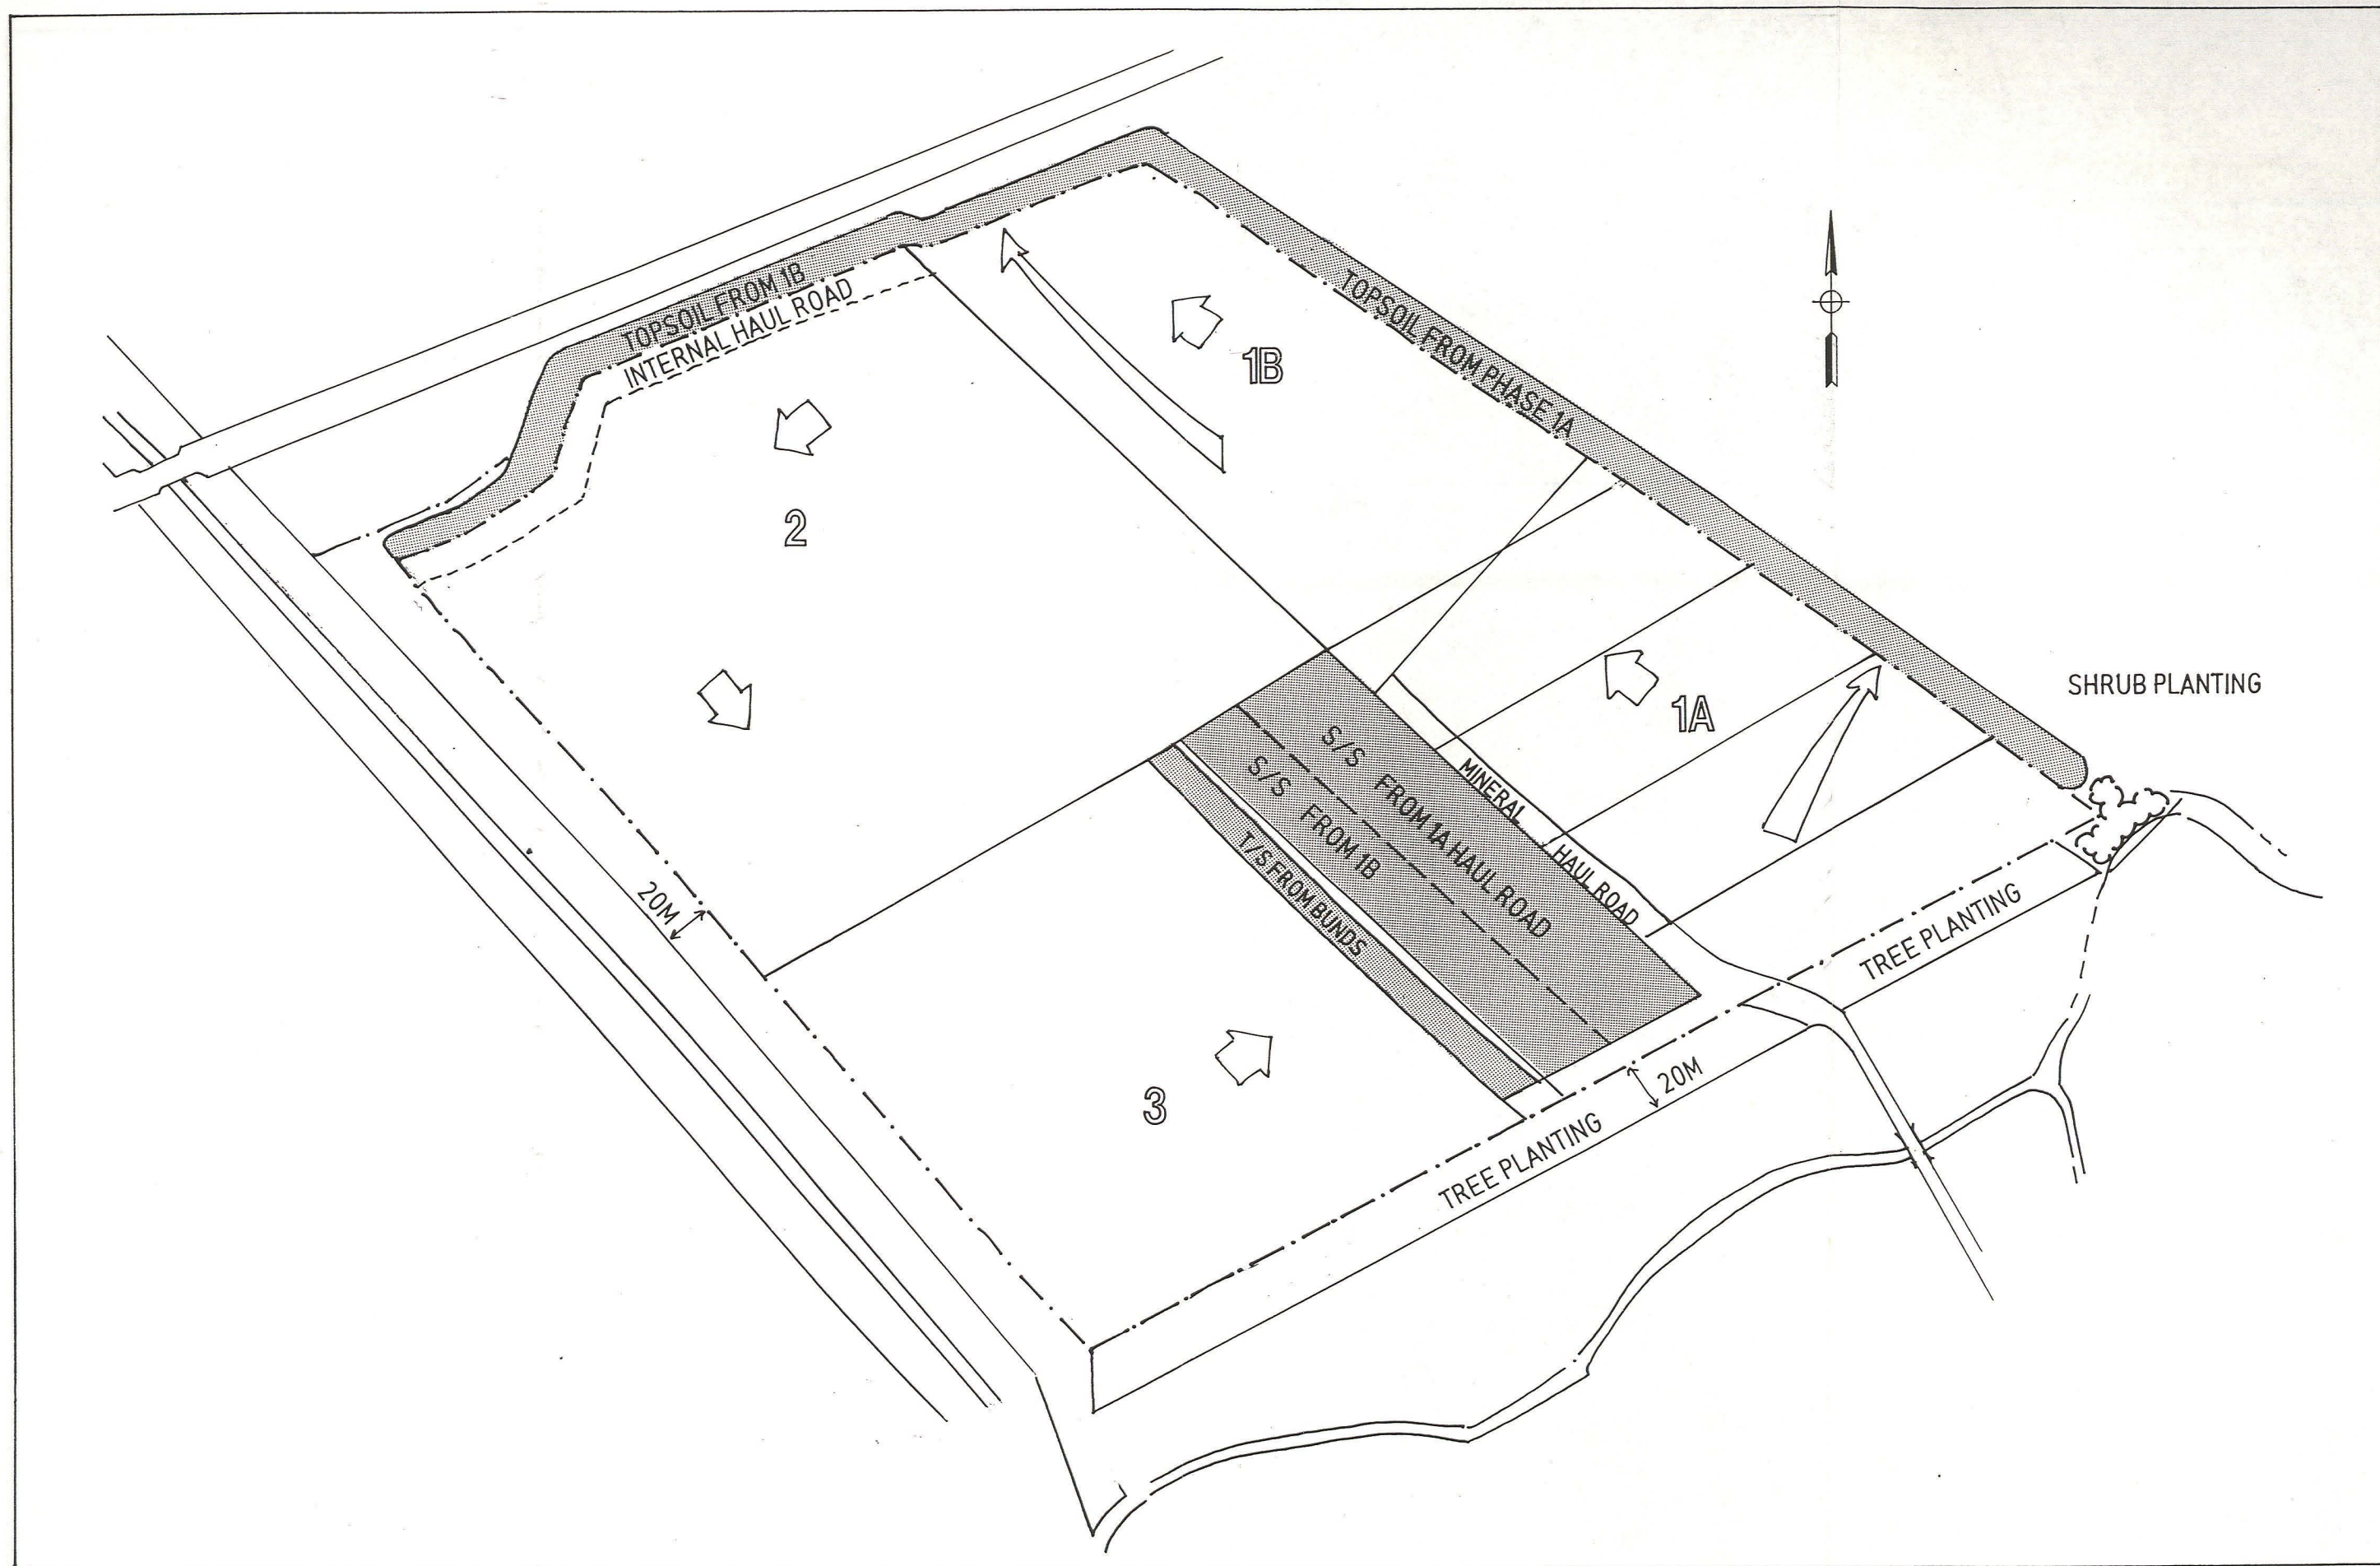 TOPSOIL FROM 1B
INTERNAL HAUL ROAD
1B
TOPSOIL FROM PHASE 1A
2
1A
SHRUB PLANTING
S/S FROM 1A HAUL ROAD
S/S FROM 1B
T/S FROM BUNDS
MINERAL HAUL ROAD
20M
TREE PLANTING
3
20M
TREE PLANTING